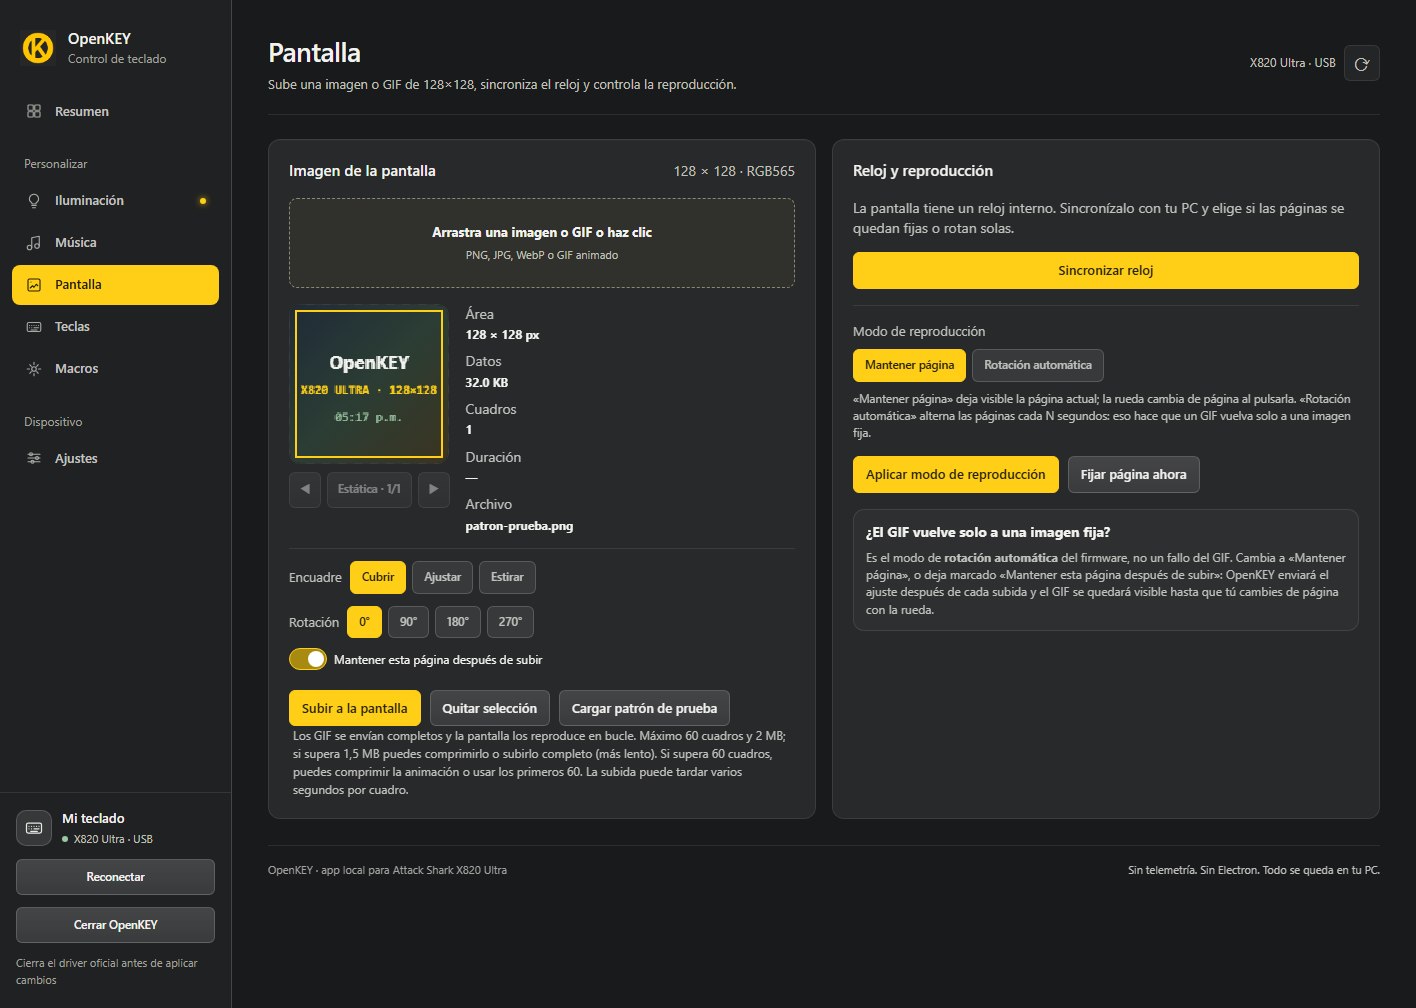 OpenKEY
Control de teclado
Resumen
Personalizar
Iluminación
Música
Pantalla
Teclas
Macros
Dispositivo
Ajustes
Mi teclado
X820 Ultra · USB
Reconectar
Cerrar OpenKEY
Cierra el driver oficial antes de aplicar
cambios
Pantalla
Sube una imagen o GIF de 128×128, sincroniza el reloj y controla la reproducción.
X820 Ultra · USB
Imagen de la pantalla
128 × 128 · RGB565
Arrastra una imagen o GIF o haz clic
PNG, JPG, WebP o GIF animado
OpenKEY
X820 ULTRA · 128×128
05:17 p.m.
Estática · 1/1
Área
128 × 128 px
Datos
32.0 KB
Cuadros
1
Duración
—
Archivo
patron-prueba.png
Encuadre
Cubrir
Ajustar
Estirar
Rotación
0°
90°
180°
270°
Mantener esta página después de subir
Subir a la pantalla
Quitar selección
Cargar patrón de prueba
Los GIF se envían completos y la pantalla los reproduce en bucle. Máximo 60 cuadros y 2 MB;
si supera 1,5 MB puedes comprimirlo o subirlo completo (más lento). Si supera 60 cuadros,
puedes comprimir la animación o usar los primeros 60. La subida puede tardar varios
segundos por cuadro.
Reloj y reproducción
La pantalla tiene un reloj interno. Sincronízalo con tu PC y elige si las páginas se
quedan fijas o rotan solas.
Sincronizar reloj
Modo de reproducción
Mantener página
Rotación automática
«Mantener página» deja visible la página actual; la rueda cambia de página al pulsarla. «Rotación
automática» alterna las páginas cada N segundos: eso hace que un GIF vuelva solo a una imagen
fija.
Aplicar modo de reproducción
Fijar página ahora
¿El GIF vuelve solo a una imagen fija?
Es el modo de rotación automática del firmware, no un fallo del GIF. Cambia a «Mantener
página», o deja marcado «Mantener esta página después de subir»: OpenKEY enviará el
ajuste después de cada subida y el GIF se quedará visible hasta que tú cambies de página
con la rueda.
OpenKEY · app local para Attack Shark X820 Ultra
Sin telemetría. Sin Electron. Todo se queda en tu PC.